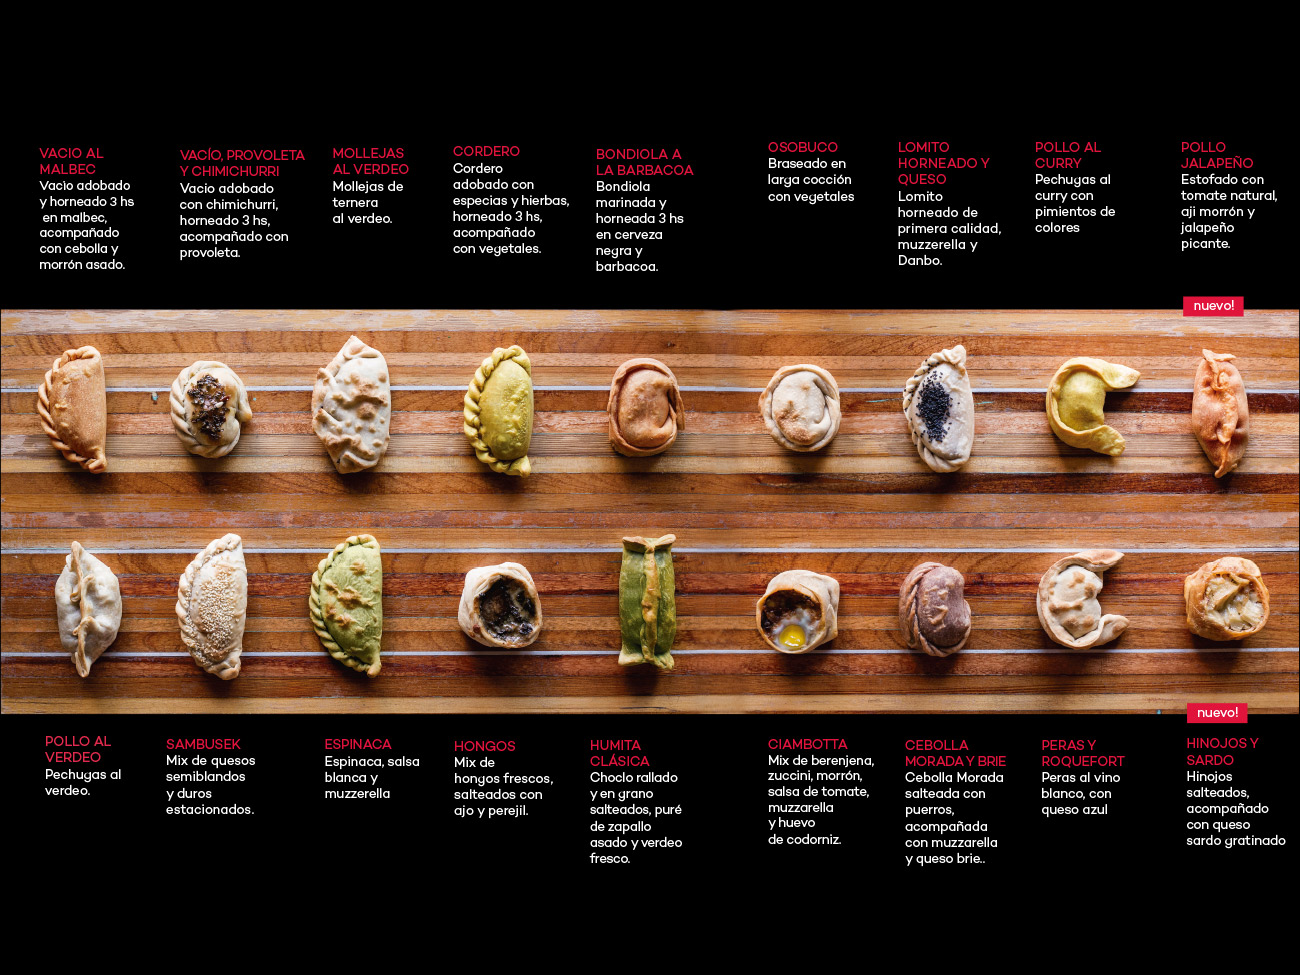 VACIO AL
MALBEC
Vacio adobado
y horneado 3 hs
en malbec,
acompañado
con cebolla y
morrón asado.
VACÍO, PROVOLETA
Y CHIMICHURRI
Vacio adobado
con chimichurri,
horneado 3 hs,
acompañado con
provoleta.
MOLLEJAS
AL VERDEO
Mollejas de
ternera
al verdeo.
CORDERO
Cordero
adobado con
especias y hierbas,
horneado 3 hs,
acompañado
con vegetales.
BONDIOLA A
LA BARBACOA
Bondiola
marinada y
horneada 3 hs
en cerveza
negra y
barbacoa.
OSOBUCO
Braseado en
larga cocción
con vegetales
LOMITO
HORNEADO Y
QUESO
Lomito
horneado de
primera calidad,
muzzerella y
Danbo.
POLLO AL
CURRY
Pechugas al
curry con
pimientos de
colores
POLLO
JALAPEÑO
Estofado con
tomate natural,
aji morrón y
jalapeño
picante.
nuevo!
POLLO AL
VERDEO
Pechugas al
verdeo.
SAMBUSEK
Mix de quesos
semiblandos
y duros
estacionados.
ESPINACA
Espinaca, salsa
blanca y
muzzerella
HONGOS
Mix de
hongos frescos,
salteados con
ajo y perejil.
HUMITA
CLÁSICA
Choclo rallado
y en grano
salteados, puré
de zapallo
asado y verdeo
fresco.
CIAMBOTTA
Mix de berenjena,
zuccini, morrón,
salsa de tomate,
muzzarella
y huevo
de codorniz.
CEBOLLA
MORADA Y BRIE
Cebolla Morada
salteada con
puerros,
acompañada
con muzzarella
y queso brie..
PERAS Y
ROQUEFORT
Peras al vino
blanco, con
queso azul
nuevo!
HINOJOS Y
SARDO
Hinojos
salteados,
acompañado
con queso
sardo gratinado